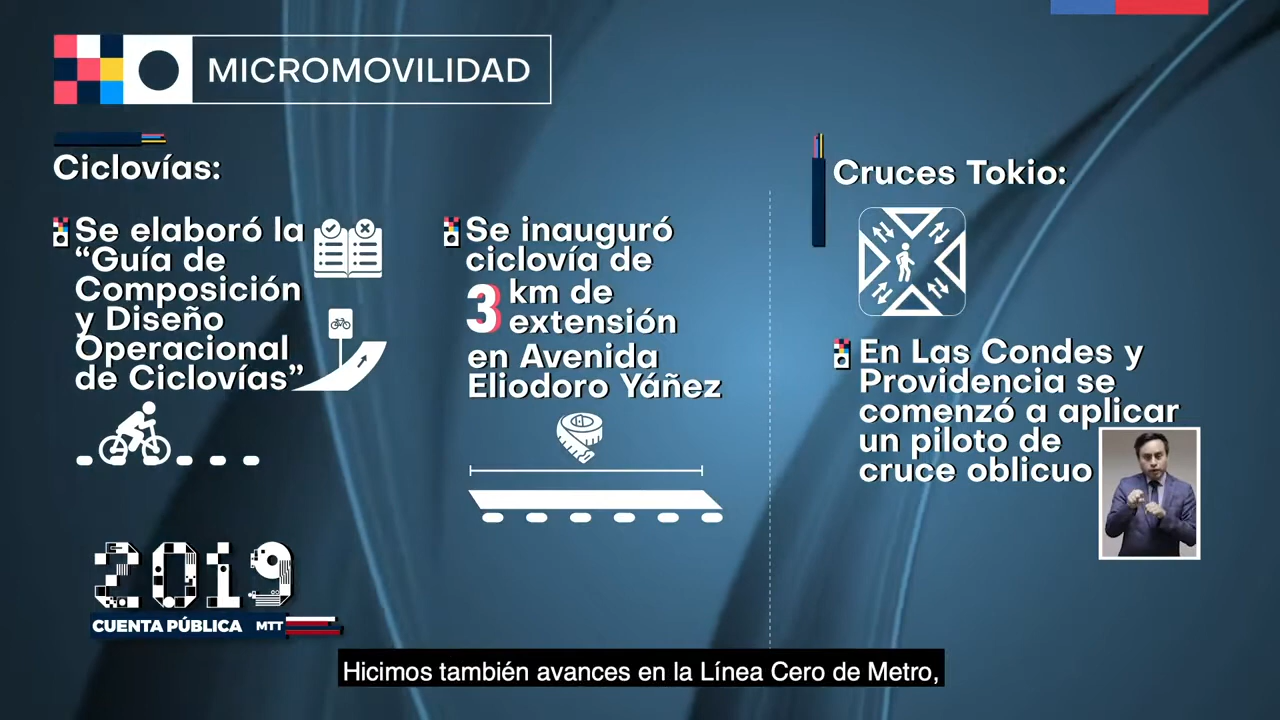 MICROMOVILIDAD
Ciclovías:
Se elaboró la
“Guía de
Composición
y Diseño
Operacional
de Ciclovías”
Se inauguró
ciclovía de
3 km de
extensión
en Avenida
Eliodoro Yáñez
Cruces Tokio:
En Las Condes y
Providencia se
comenzó a aplicar
un piloto de
cruce oblicuo
2019
CUENTA PÚBLICA MTT
Hicimos también avances en la Línea Cero de Metro,